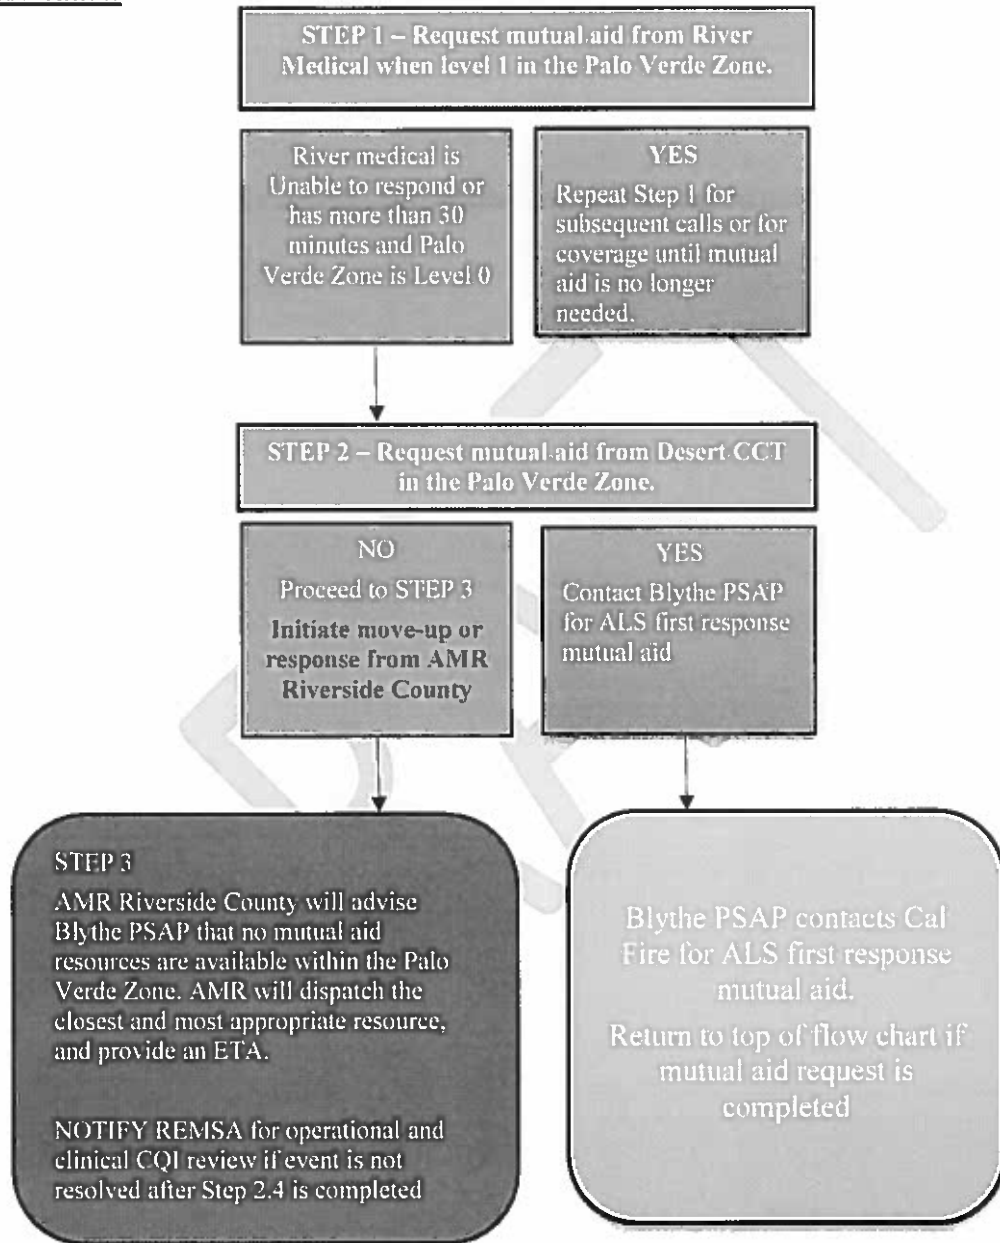 STEP 1 – Request mutual aid from River
Medical when level 1 in the Palo Verde Zone.
River medical is
Unable to respond or
has more than 30
minutes and Palo
Verde Zone is Level 0
YES
Repeat Step 1 for
subsequent calls or for
coverage until mutual
aid is no longer
needed.
STEP 2 – Request mutual aid from Desert CCT
in the Palo Verde Zone.
NO
Proceed to STEP 3
Initiate move-up or
response from AMR
Riverside County
YES
Contact Blythe PSAP
for ALS first response
mutual aid
STEP 3
AMR Riverside County will advise
Blythe PSAP that no mutual aid
resources are available within the Palo
Verde Zone. AMR will dispatch the
closest and most appropriate resource,
and provide an ETA.
NOTIFY REMSA for operational and
clinical CQI review if event is not
resolved after Step 2.4 is completed
Blythe PSAP contacts Cal
Fire for ALS first response
mutual aid.
Return to top of flow chart if
mutual aid request is
completed